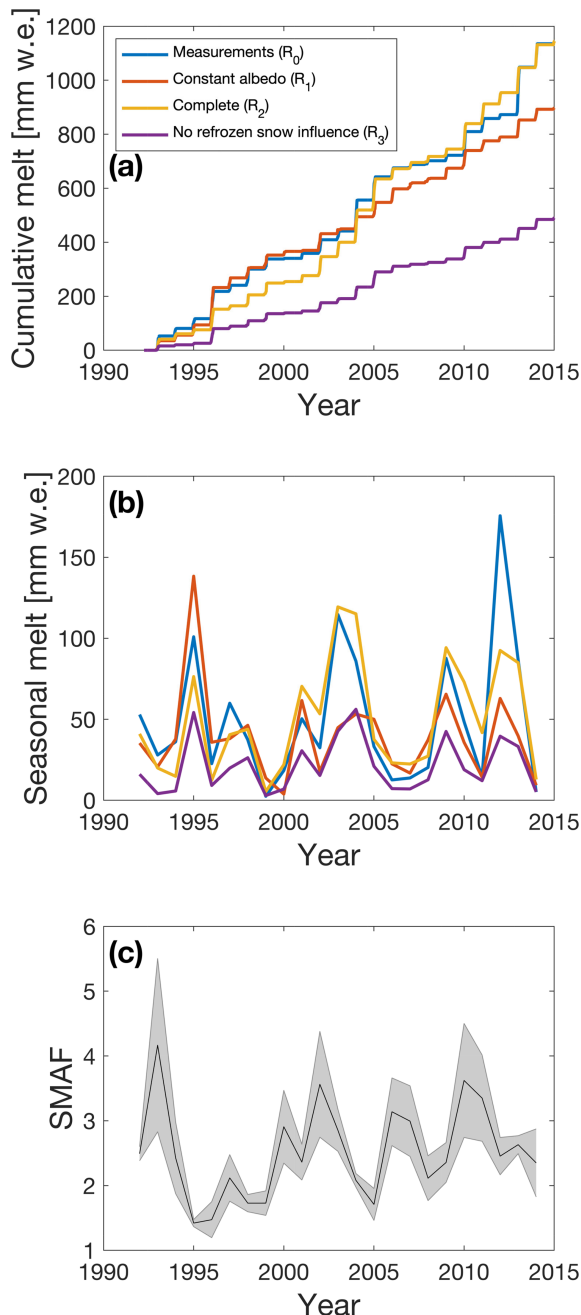 1200
1000
800
600
400
200
0
Cumulative melt [mm w.e.]
Measurements (R0)
Constant albedo (R1)
Complete (R2)
No refrozen snow influence (R3)
(a)
1990 1995 2000 2005 2010 2015
Year
200
150
100
50
0
Seasonal melt [mm w.e.]
(b)
1990 1995 2000 2005 2010 2015
Year
6
5
4
3
2
1
SMAF
(c)
1990 1995 2000 2005 2010 2015
Year